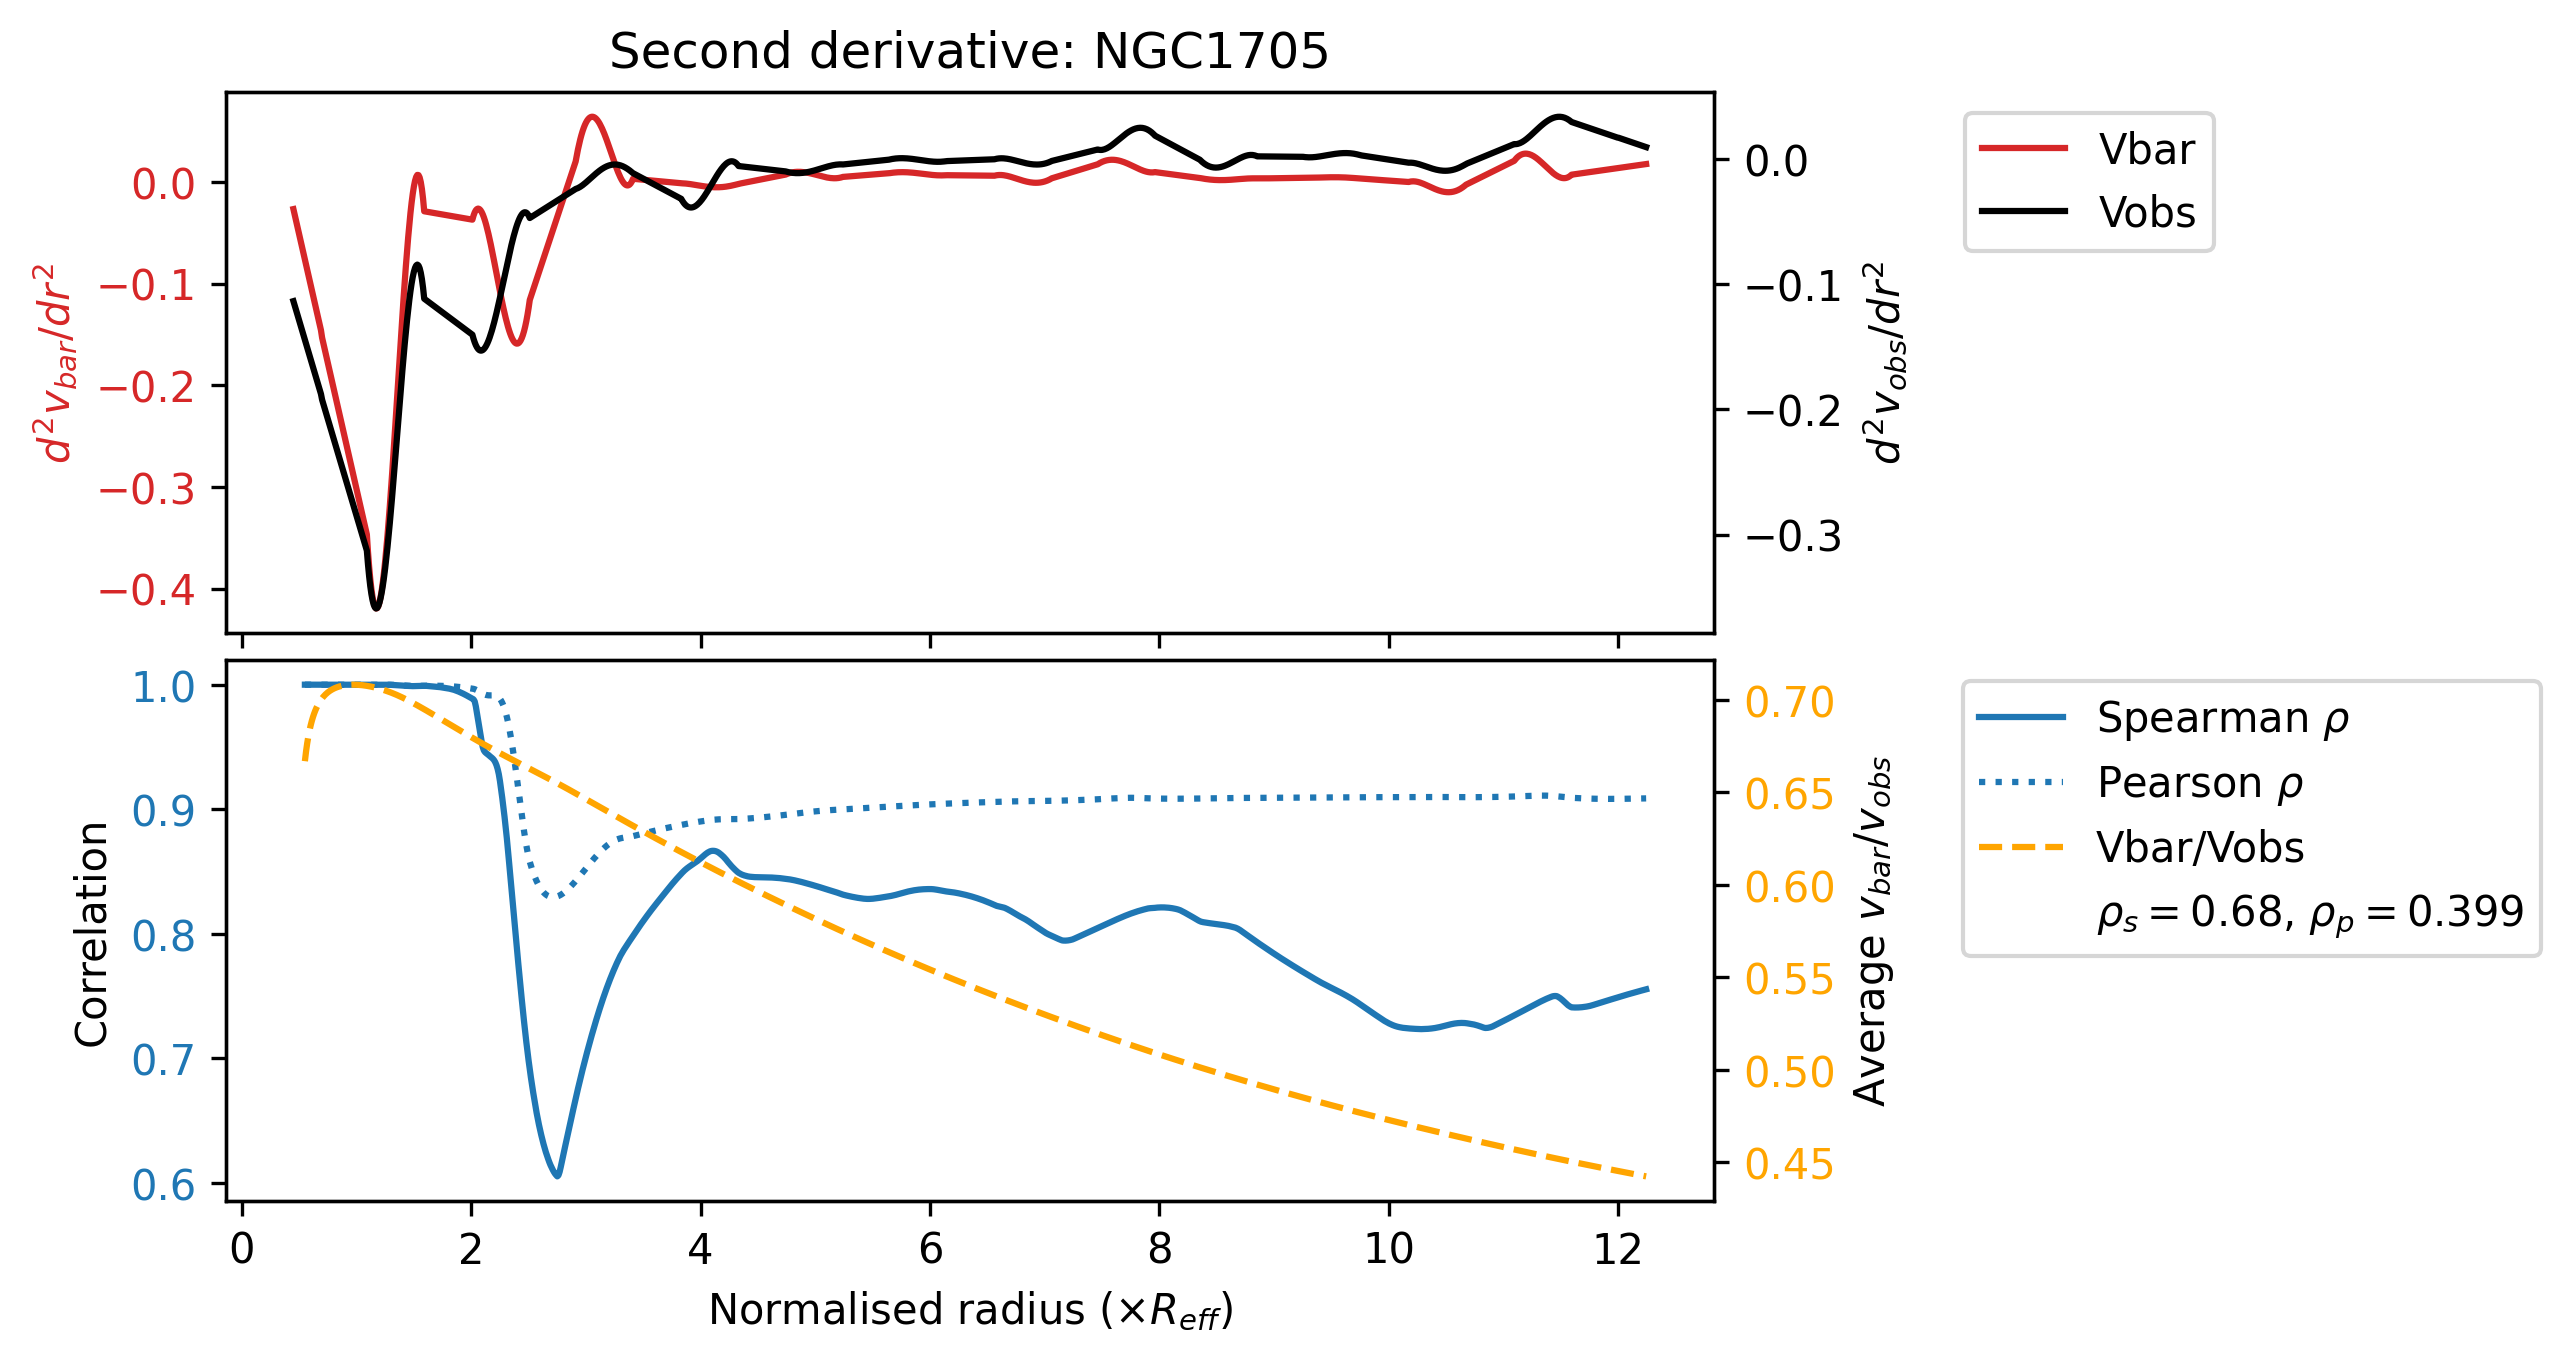 Second derivative: NGC1705
0.0
−0.1
−0.2
−0.3
−0.4
d²v_bar/dr²
0.0
−0.1
−0.2
−0.3
d²v_obs/dr²
Vbar
Vobs
1.0
0.9
0.8
0.7
0.6
Correlation
0.70
0.65
0.60
0.55
0.50
0.45
Average v_bar/v_obs
Spearman ρ
Pearson ρ
Vbar/Vobs
ρ_s = 0.68, ρ_p = 0.399
0 2 4 6 8 10 12
Normalised radius (×R_eff)